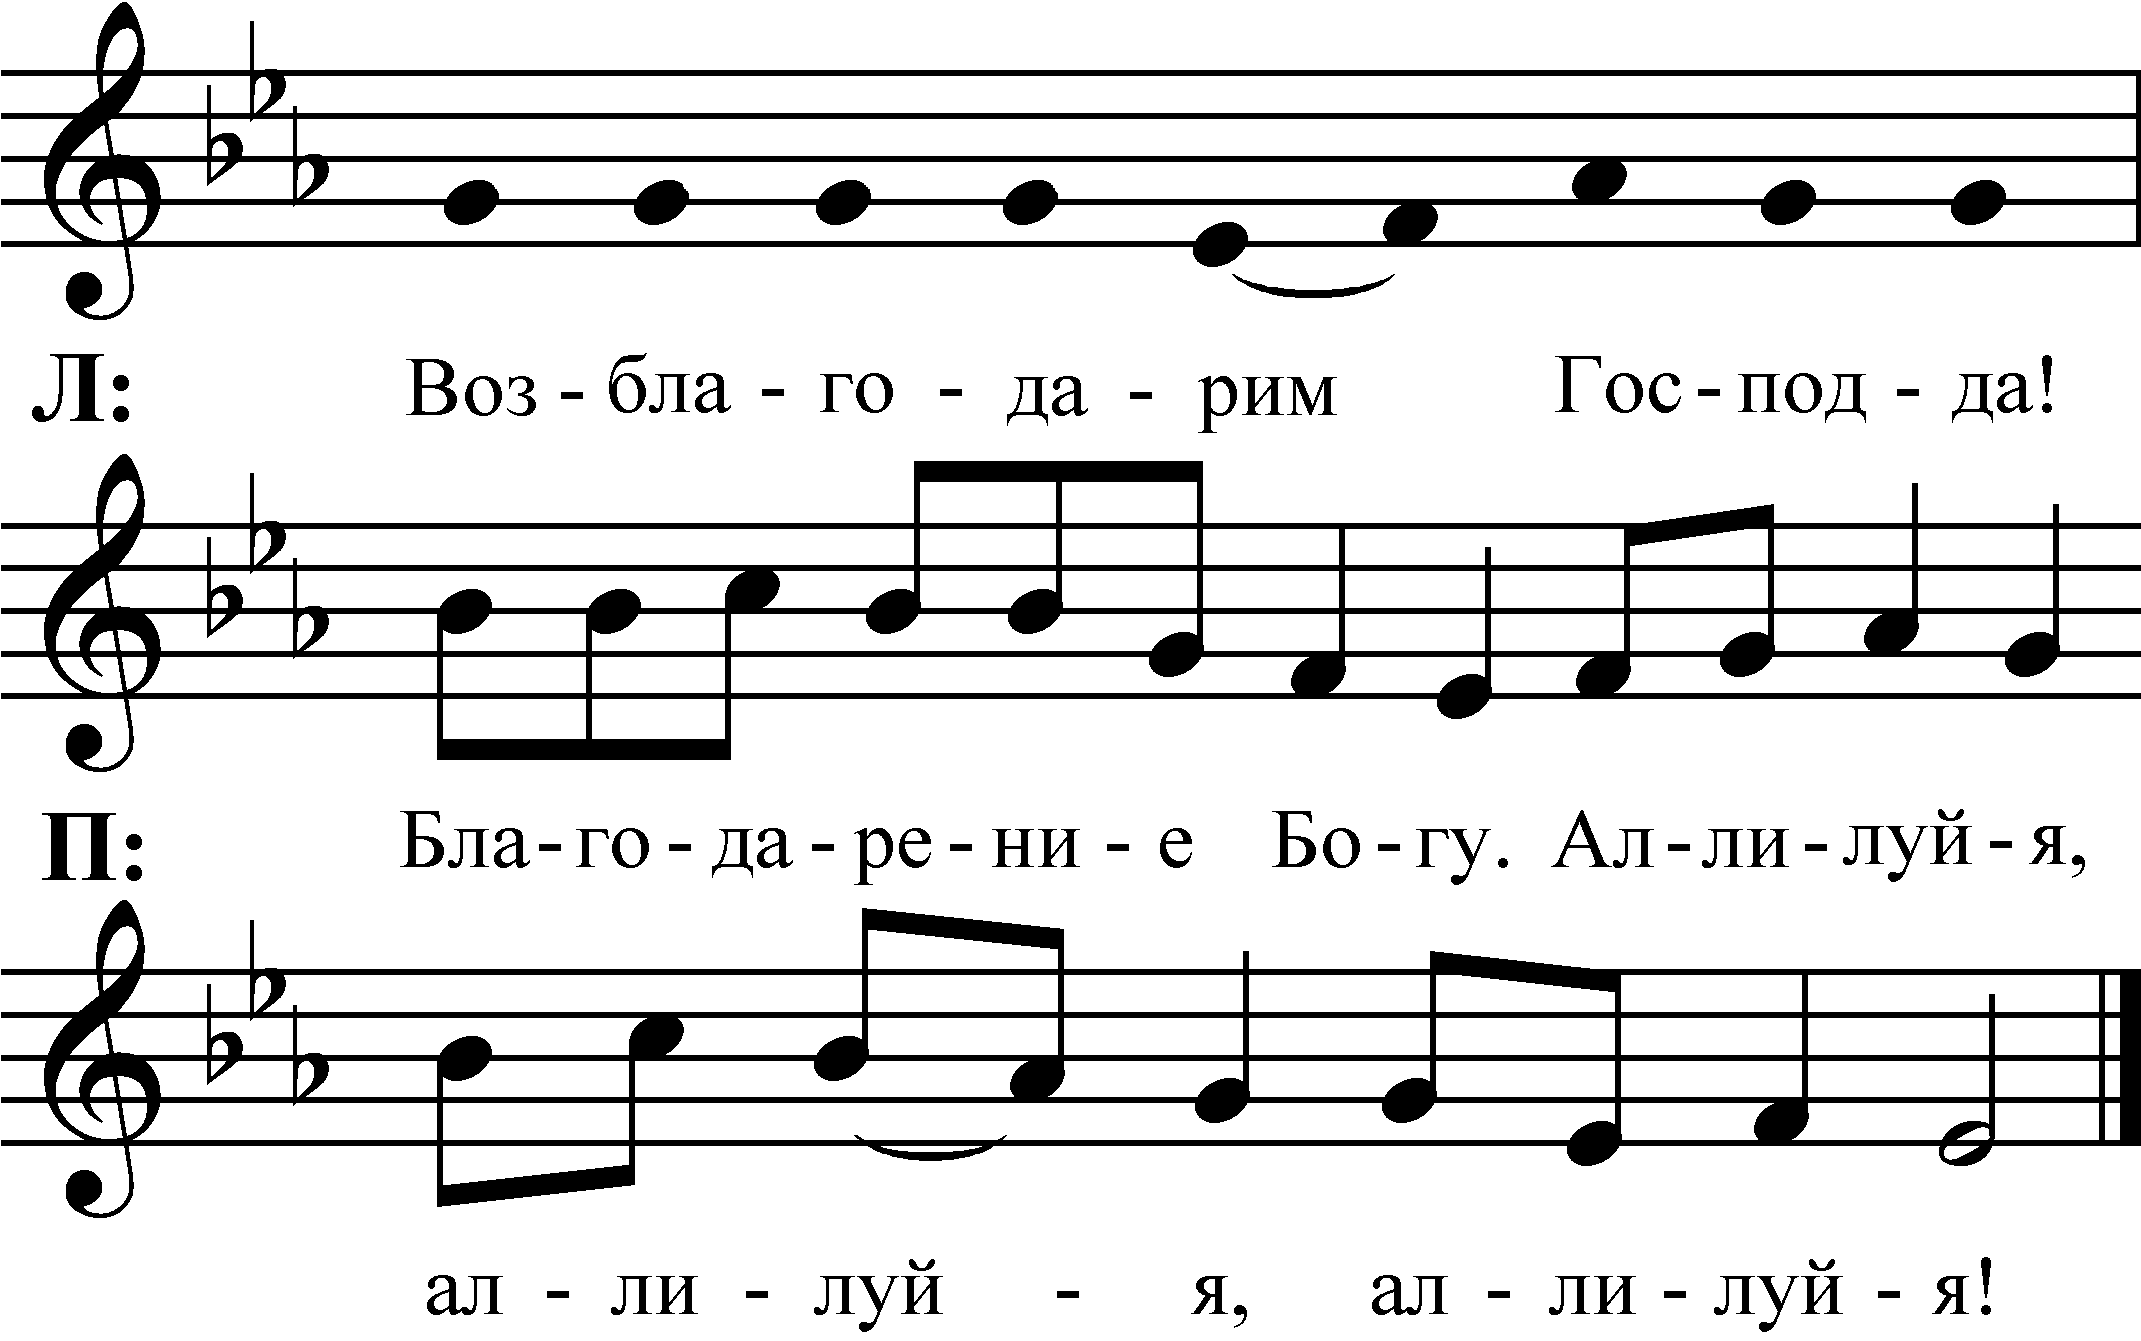 Л: Воз - бла - го - да - рим Гос - под - да!
П: Бла - го - да - ре - ни - е Бо - гу. Ал - ли - луй - я,
ал - ли - луй - я, ал - ли - луй - я!